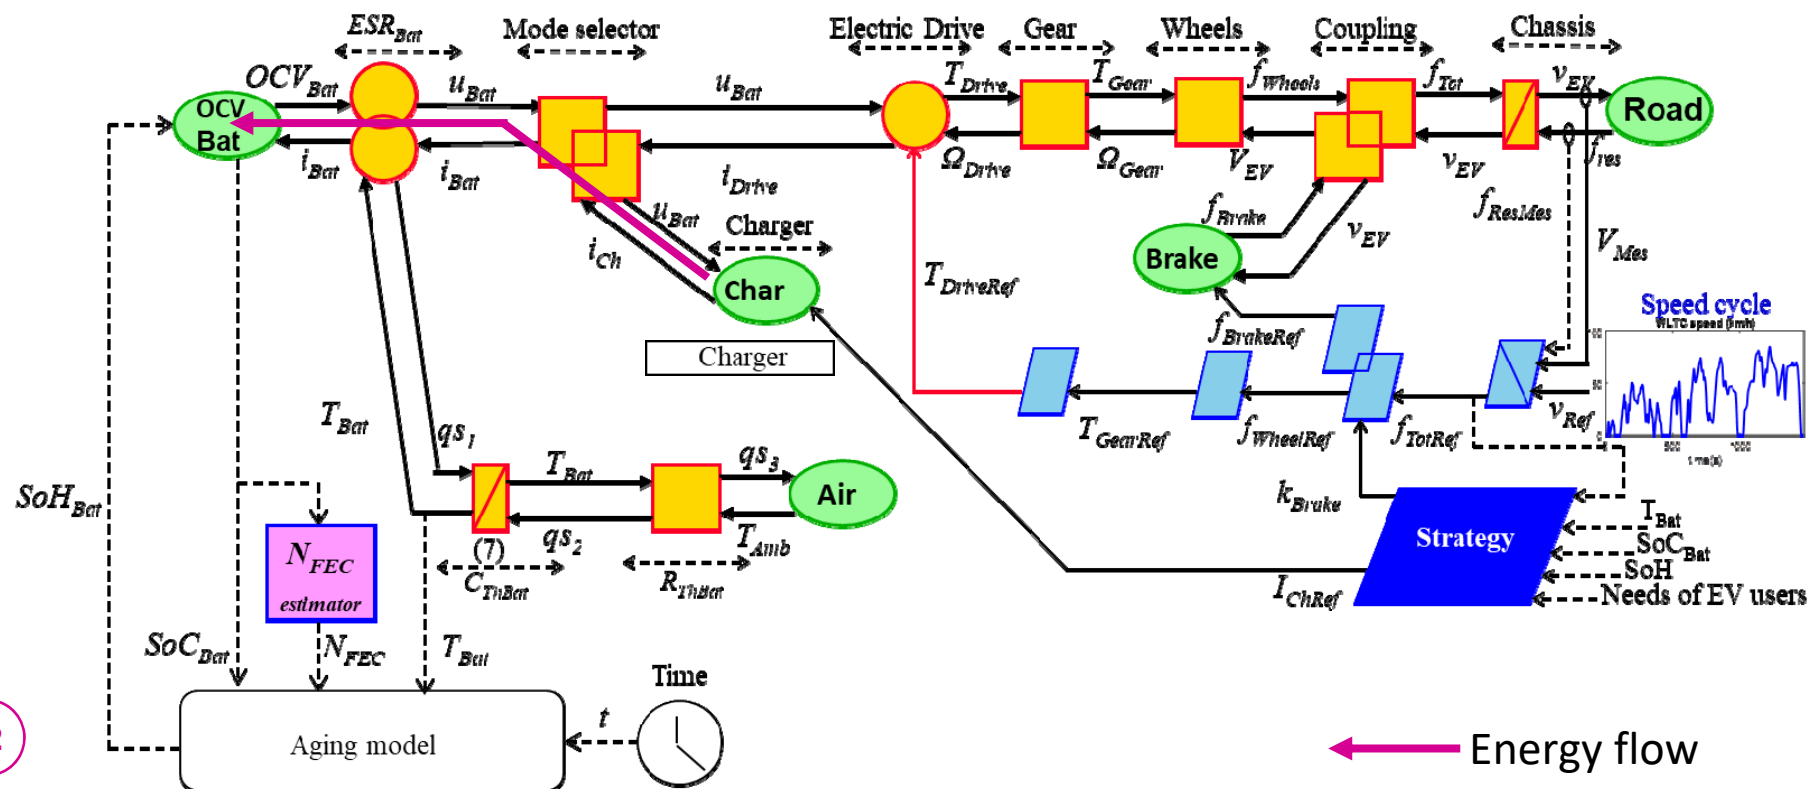 ESR_Bat
Mode selector
Electric Drive
Gear
Wheels
Coupling
Chassis
OCV_Bat
u_Bat
u_Bat
T_Drive
T_Gear
f_Wheels
f_Tot
v_EV
OCV
Bat
Road
i_Bat
i_Bat
i_Drive
Ω_Drive
Ω_Gear
V_EV
v_EV
f_res
u_Bat
f_ResMes
f_Brake
v_EV
V_Mes
i_Ch
Charger
Char
Brake
T_DriveRef
Charger
f_BrakeRef
Speed cycle
WLTC speed (km/h)
T_Bat
qs_1
T_GearRef
f_WheelRef
f_TotRef
v_Ref
time(s)
T_Bat
qs_3
Air
k_Brake
SoH_Bat
(7)
qs_2
T_Amb
C_ThBat
R_ThBat
Strategy
T_Bat
SoC_Bat
SoH
Needs of EV users
I_ChRef
N_FEC
estimator
SoC_Bat
N_FEC
T_Bat
Time
t
Aging model
Energy flow